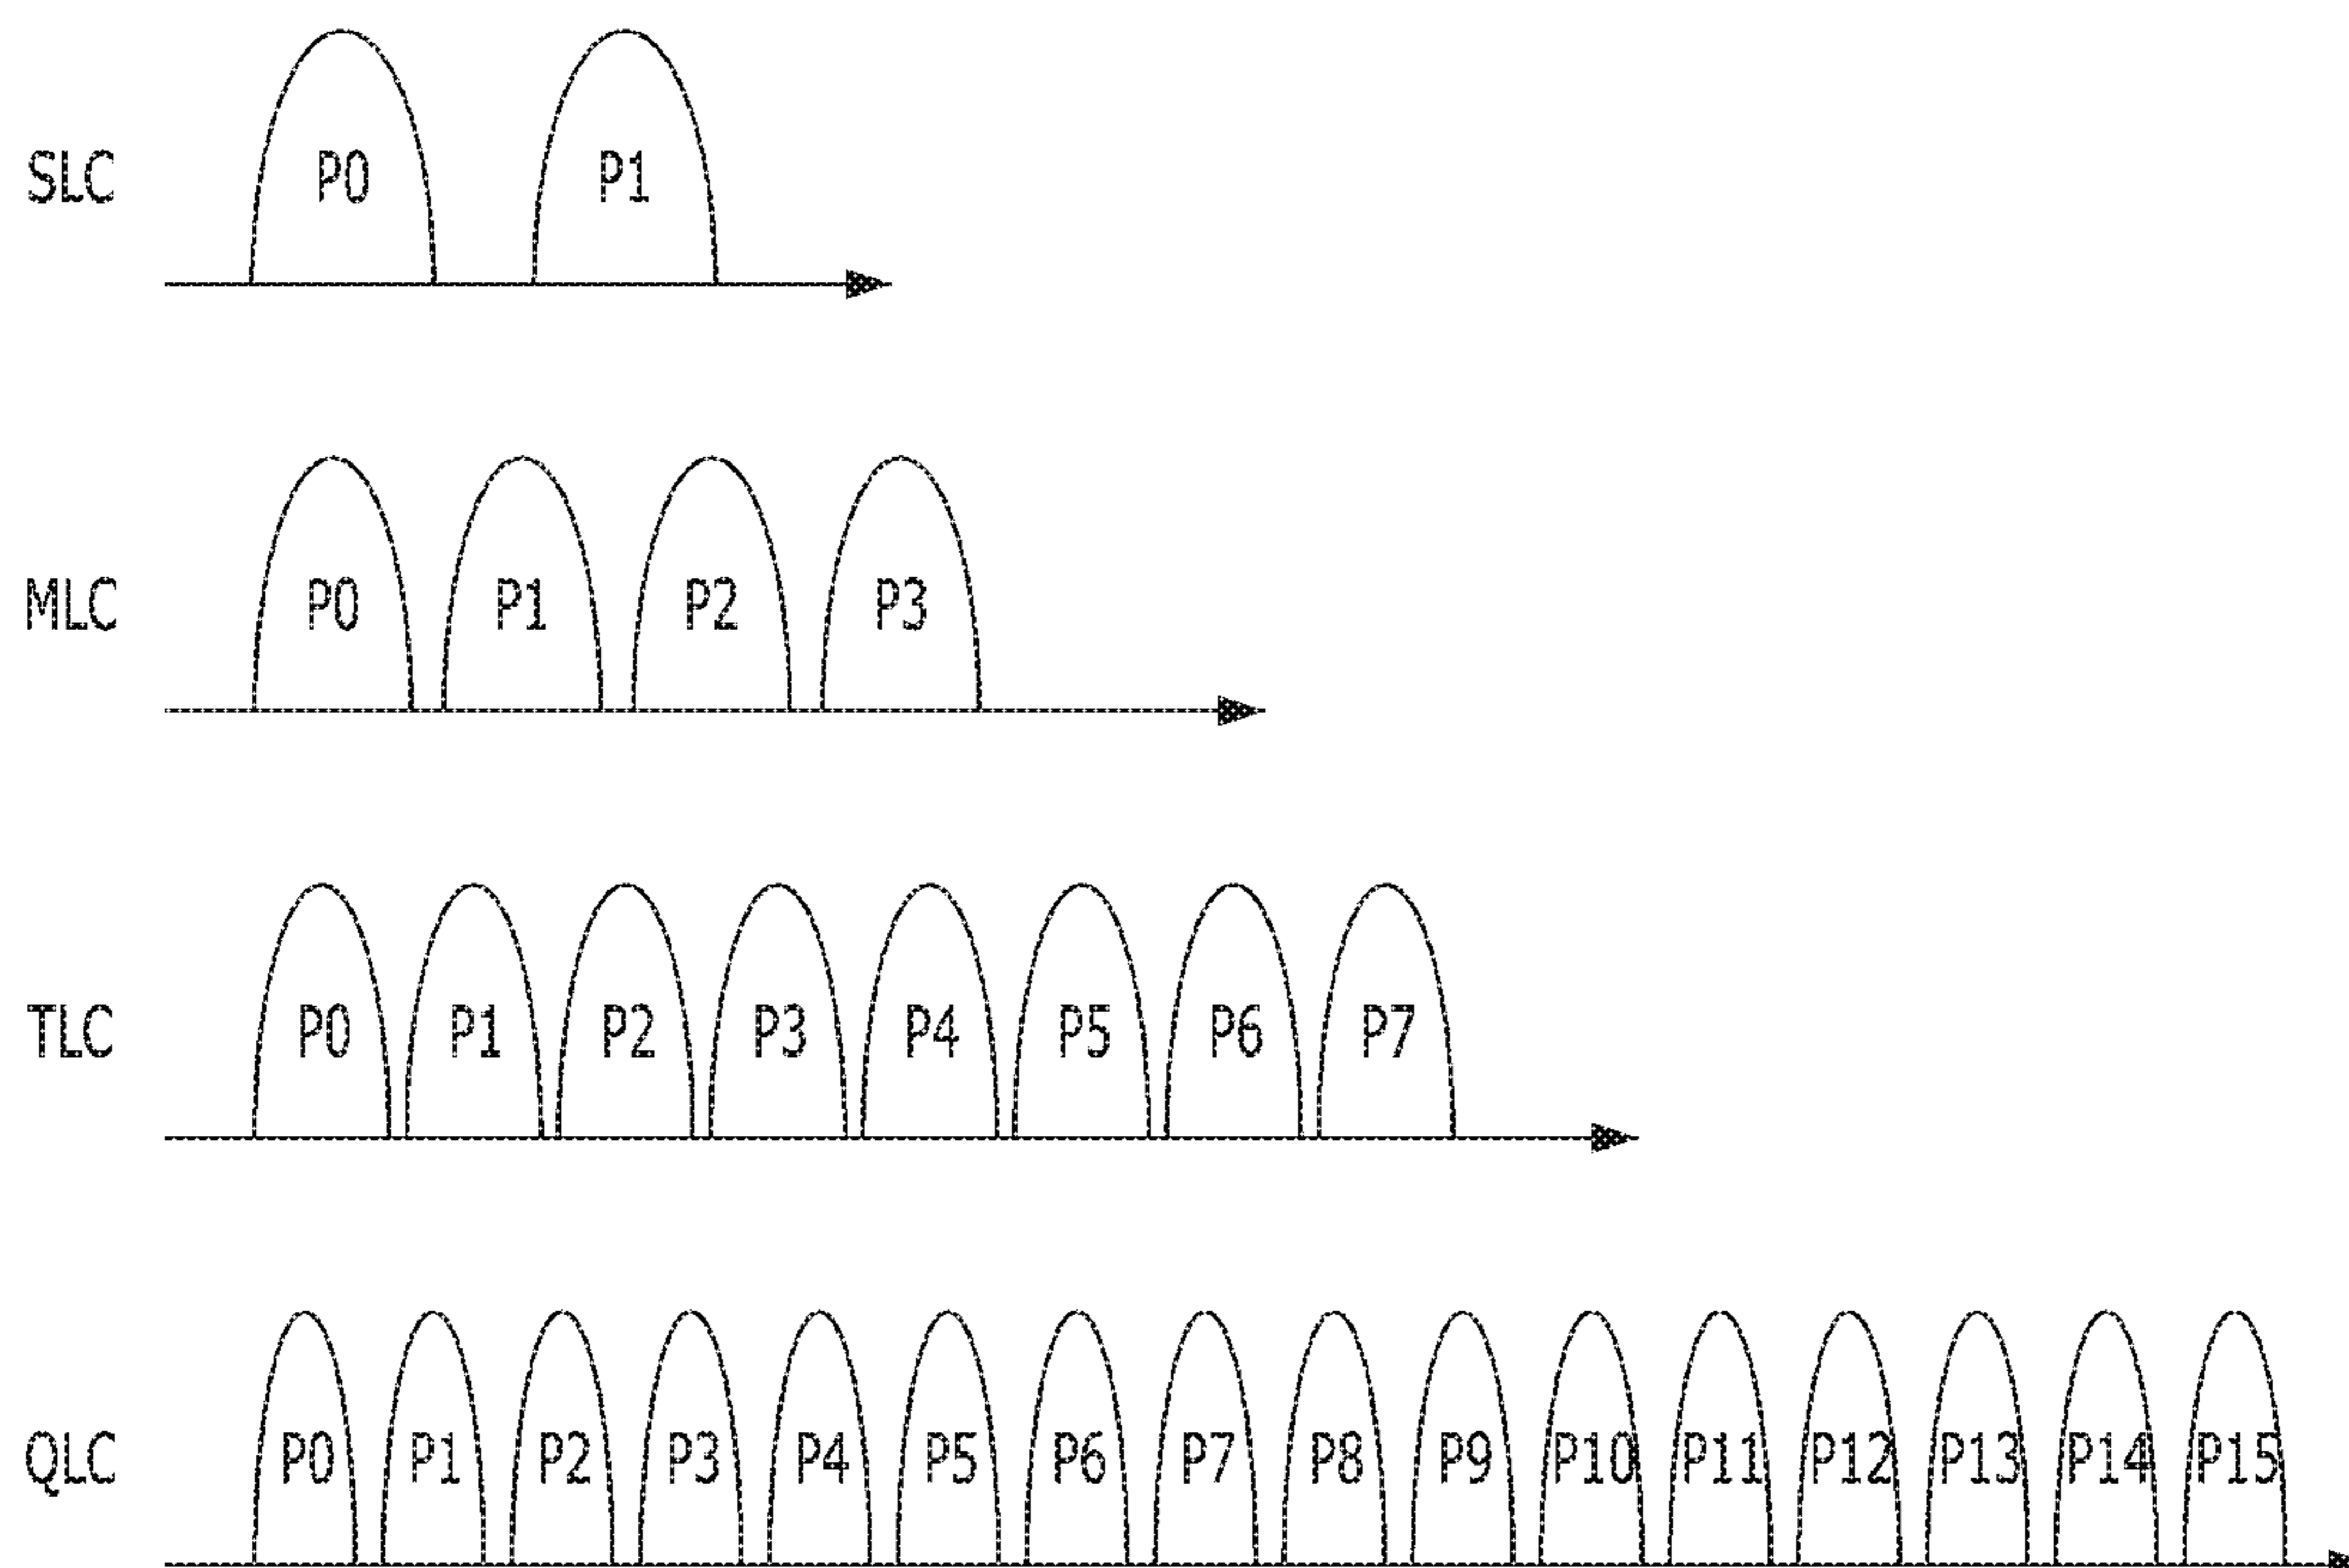 SLC P0 P1
MLC P0 P1 P2 P3
TLC P0 P1 P2 P3 P4 P5 P6 P7
QLC P0 P1 P2 P3 P4 P5 P6 P7 P8 P9 P10 P11 P12 P13 P14 P15